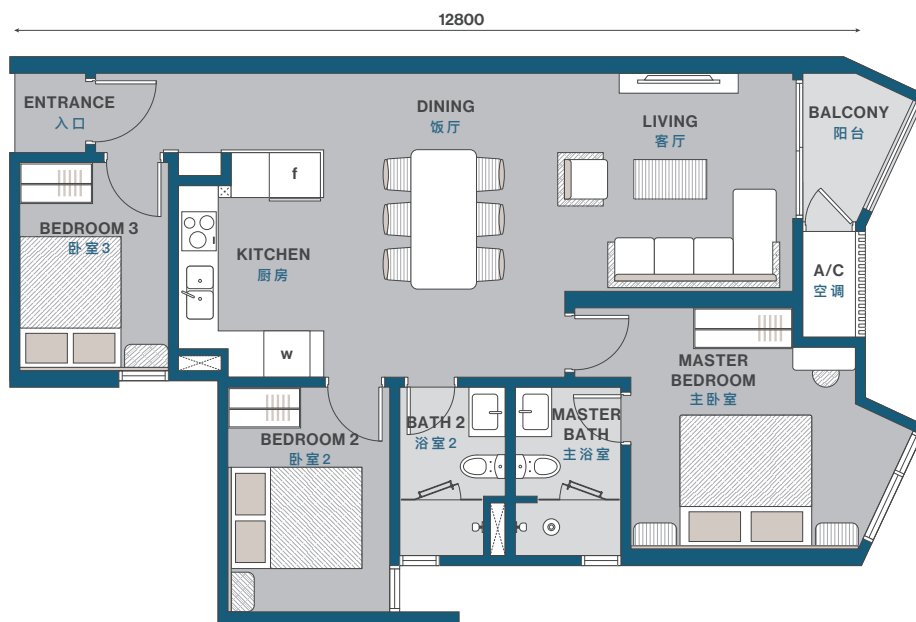 12800
ENTRANCE
入口
DINING
饭厅
LIVING
客厅
BALCONY
阳台
f
BEDROOM 3
卧室3
KITCHEN
厨房
A/C
空调
w
MASTER
BEDROOM
主卧室
BEDROOM 2
卧室2
BATH 2
浴室2
MASTER
BATH
主浴室